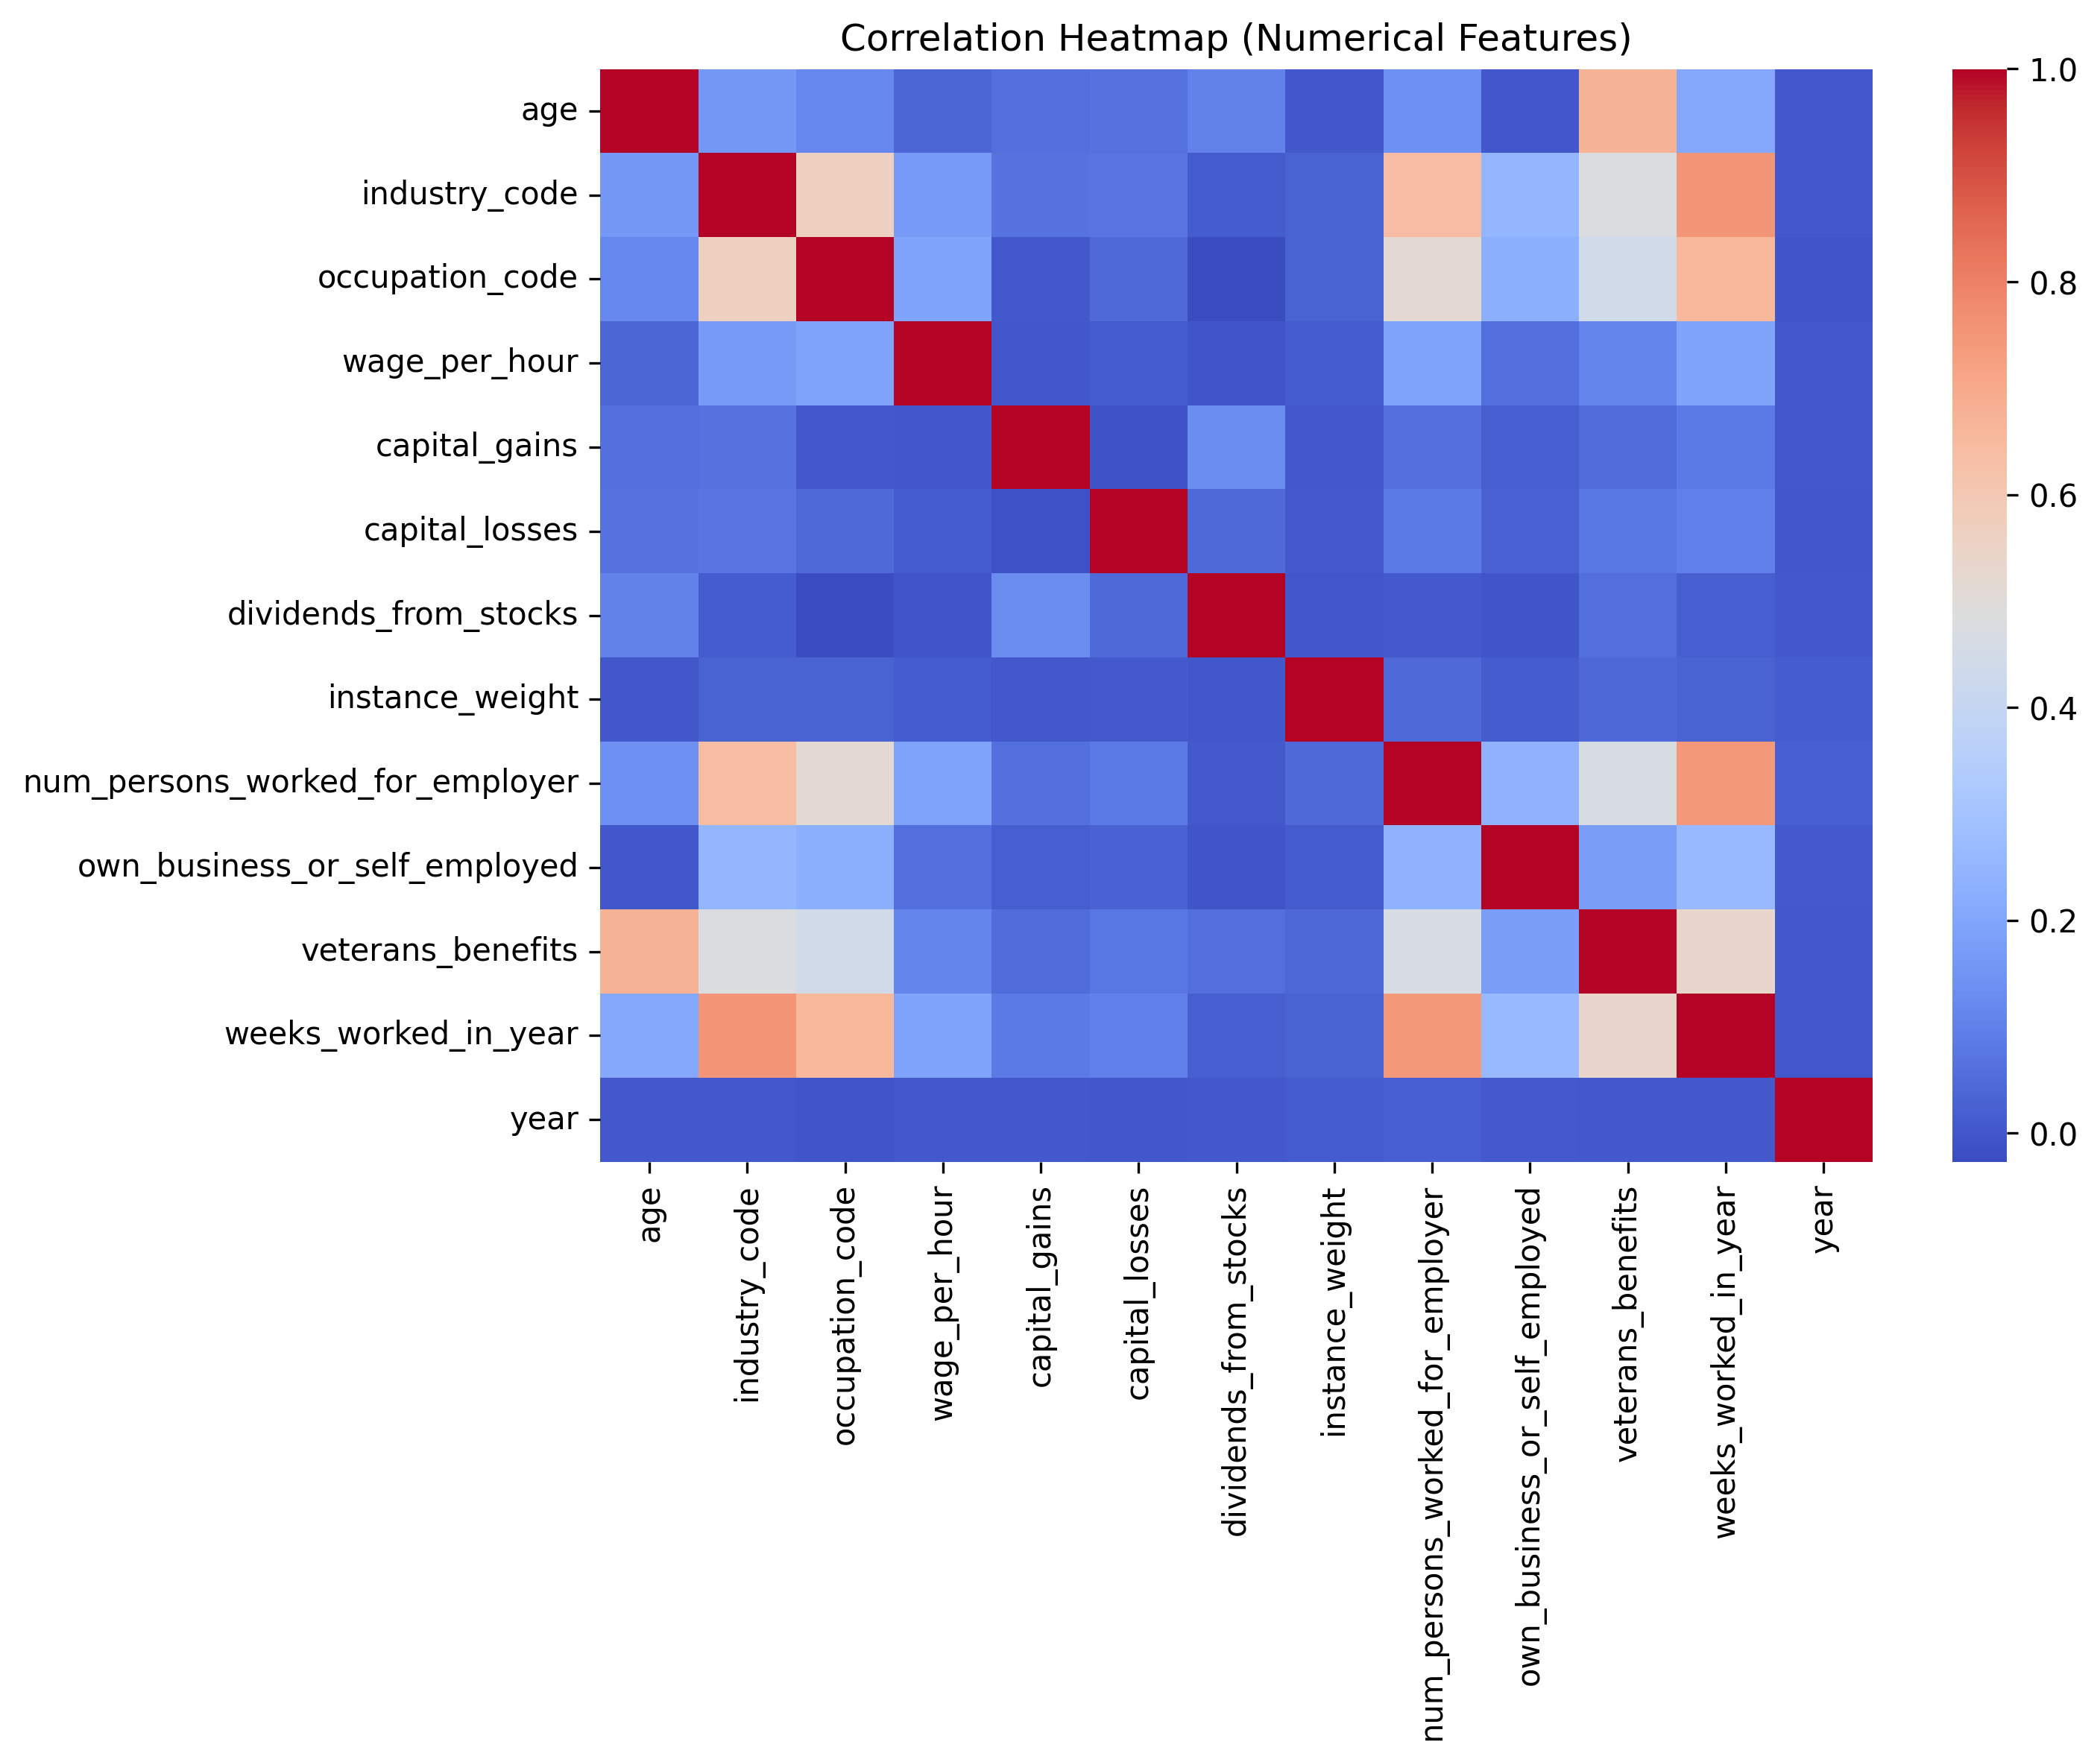 Correlation Heatmap (Numerical Features)
age
industry_code
occupation_code
wage_per_hour
capital_gains
capital_losses
dividends_from_stocks
instance_weight
num_persons_worked_for_employer
own_business_or_self_employed
veterans_benefits
weeks_worked_in_year
year
age
industry_code
occupation_code
wage_per_hour
capital_gains
capital_losses
dividends_from_stocks
instance_weight
num_persons_worked_for_employer
own_business_or_self_employed
veterans_benefits
weeks_worked_in_year
year
1.0
0.8
0.6
0.4
0.2
0.0